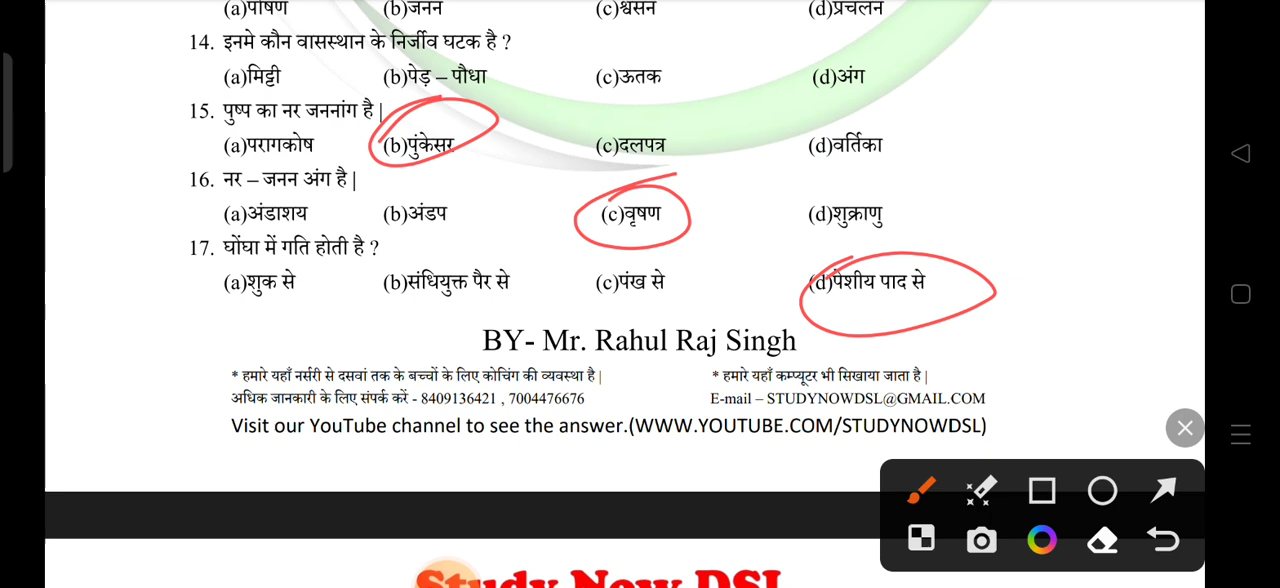 (a)पोषण (b)जनन (c)श्वसन (d)प्रचलन
14. इनमे कौन वासस्थान के निर्जीव घटक है ?
(a)मिट्टी (b)पेड़ – पौधा (c)ऊतक (d)अंग
15. पुष्प का नर जननांग है |
(a)परागकोष (b)पुंकेसर (c)दलपत्र (d)वर्तिका
16. नर – जनन अंग है |
(a)अंडाशय (b)अंडप (c)वृषण (d)शुक्राणु
17. घोंघा में गति होती है ?
(a)शुक से (b)संधियुक्त पैर से (c)पंख से (d)पेशीय पाद से
BY- Mr. Rahul Raj Singh
* हमारे यहाँ नर्सरी से दसवां तक के बच्चों के लिए कोचिंग की व्यवस्था है | * हमारे यहाँ कम्प्यूटर भी सिखाया जाता है |
अधिक जानकारी के लिए संपर्क करें - 8409136421 , 7004476676 E-mail – STUDYNOWDSL@GMAIL.COM
Visit our YouTube channel to see the answer.(WWW.YOUTUBE.COM/STUDYNOWDSL)
Study Now DSL